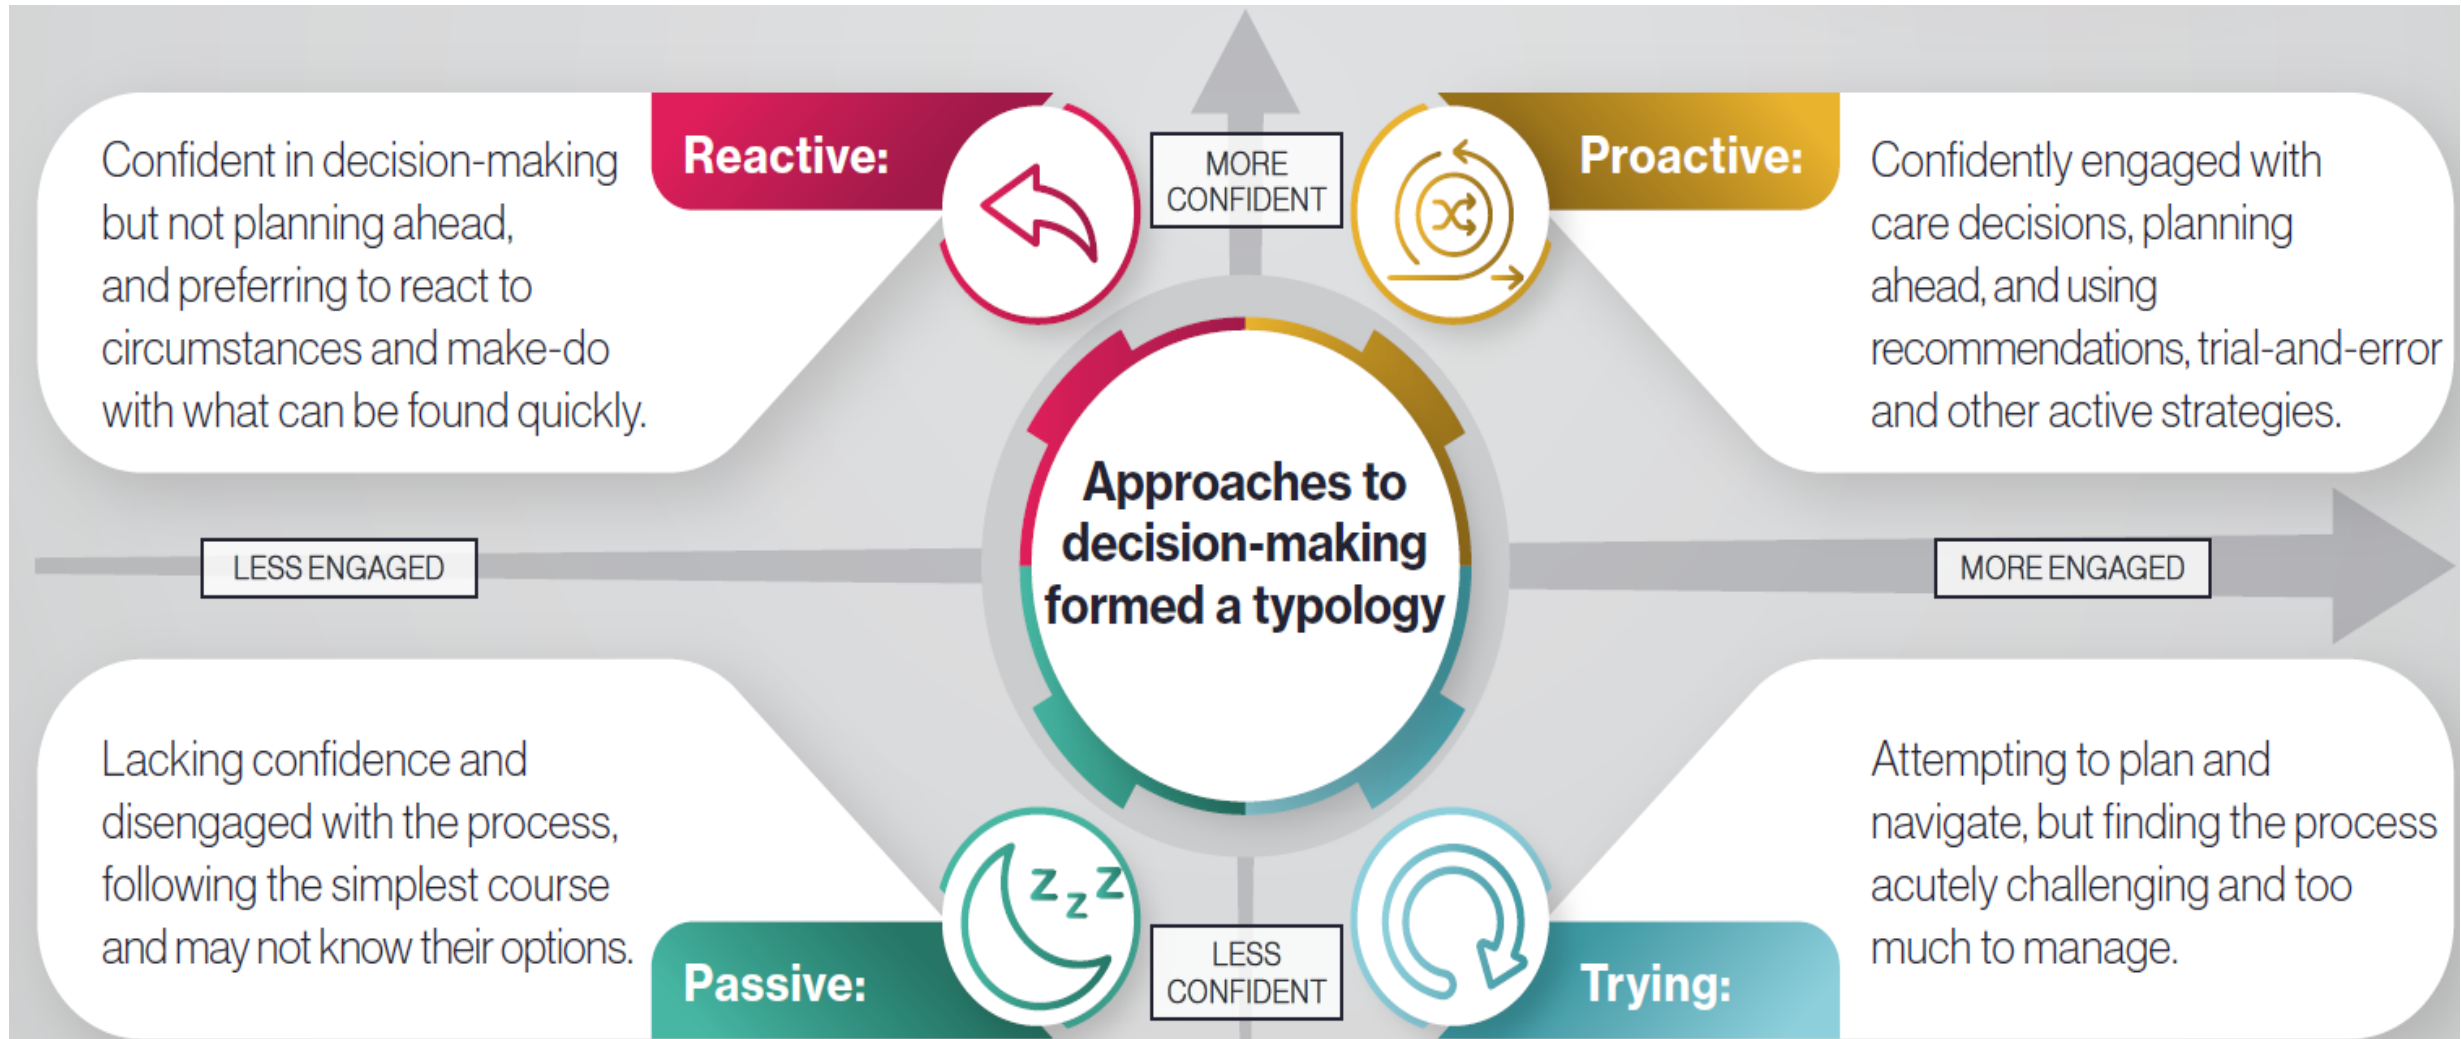 Reactive:
Confident in decision-making
but not planning ahead,
and preferring to react to
circumstances and make-do
with what can be found quickly.
MORE
CONFIDENT
Proactive:
Confidently engaged with
care decisions, planning
ahead, and using
recommendations, trial-and-error
and other active strategies.
LESS ENGAGED
Approaches to
decision-making
formed a typology
MORE ENGAGED
Passive:
Lacking confidence and
disengaged with the process,
following the simplest course
and may not know their options.
z z z
LESS
CONFIDENT
Trying:
Attempting to plan and
navigate, but finding the process
acutely challenging and too
much to manage.